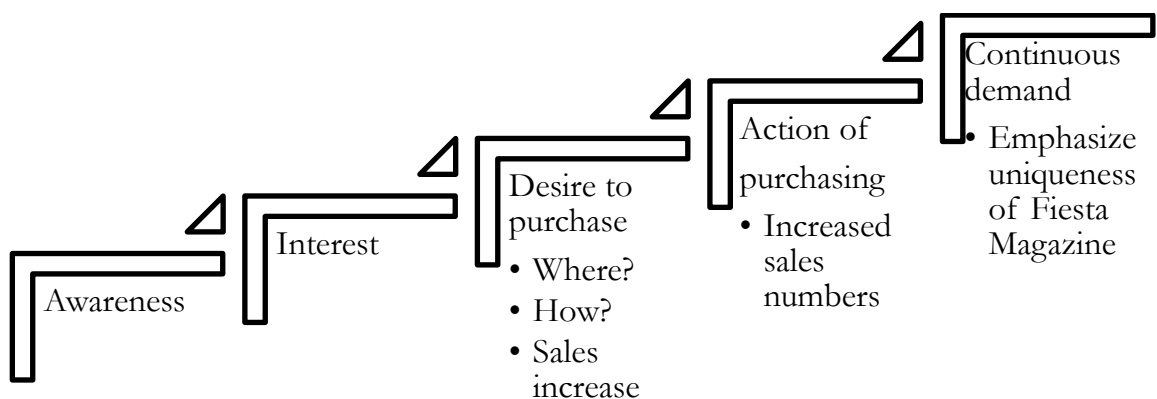 Awareness
Interest
Desire to
purchase
• Where?
• How?
• Sales
increase
Action of
purchasing
• Increased
sales
numbers
Continuous
demand
• Emphasize
uniqueness
of Fiesta
Magazine